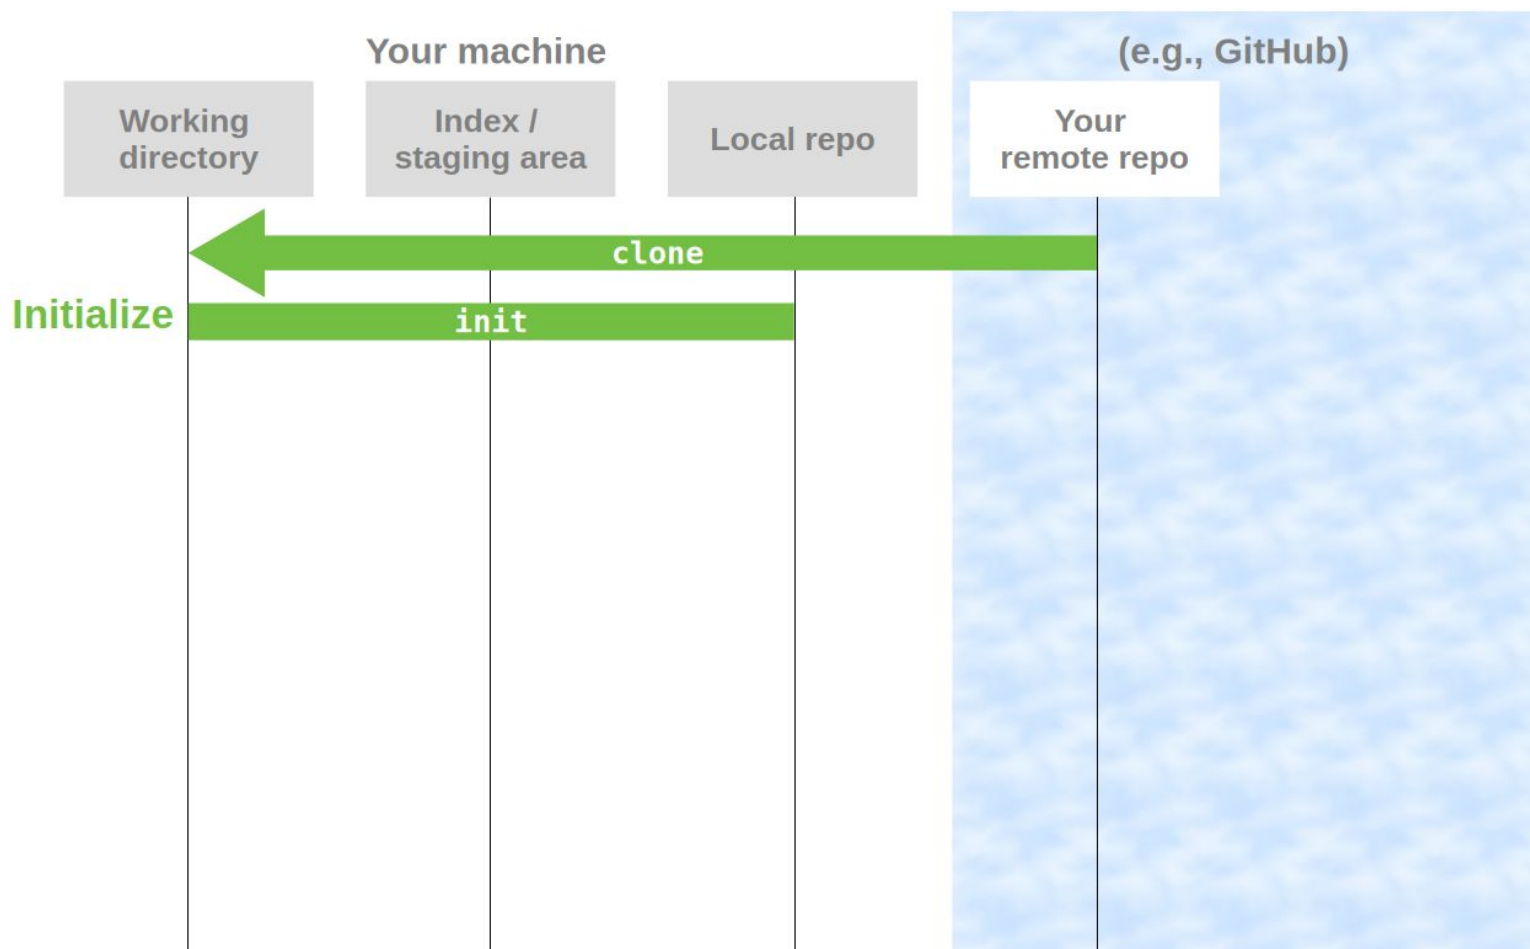 Your machine
(e.g., GitHub)
Working
directory
Index /
staging area
Local repo
Your
remote repo
clone
Initialize
init